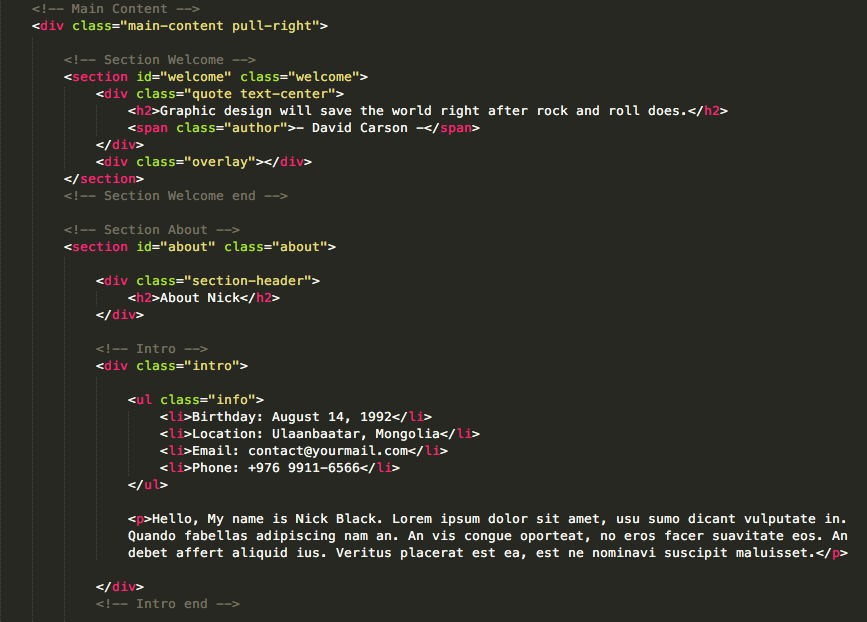 <!-- Main Content -->
<div class="main-content pull-right">
<!-- Section Welcome -->
<section id="welcome" class="welcome">
<div class="quote text-center">
<h2>Graphic design will save the world right after rock and roll does.</h2>
<span class="author">- David Carson -</span>
</div>
<div class="overlay"></div>
</section>
<!-- Section Welcome end -->
<!-- Section About -->
<section id="about" class="about">
<div class="section-header">
<h2>About Nick</h2>
</div>
<!-- Intro -->
<div class="intro">
<ul class="info">
<li>Birthday: August 14, 1992</li>
<li>Location: Ulaanbaatar, Mongolia</li>
<li>Email: contact@yourmail.com</li>
<li>Phone: +976 9911-6566</li>
</ul>
<p>Hello, My name is Nick Black. Lorem ipsum dolor sit amet, usu sumo dicant vulputate in.
Quando fabellas adipiscing nam an. An vis congue oporteat, no eros facer suavitate eos. An
debet affert aliquid ius. Veritus placerat est ea, est ne nominavi suscipit maluisset.</p>
</div>
<!-- Intro end -->